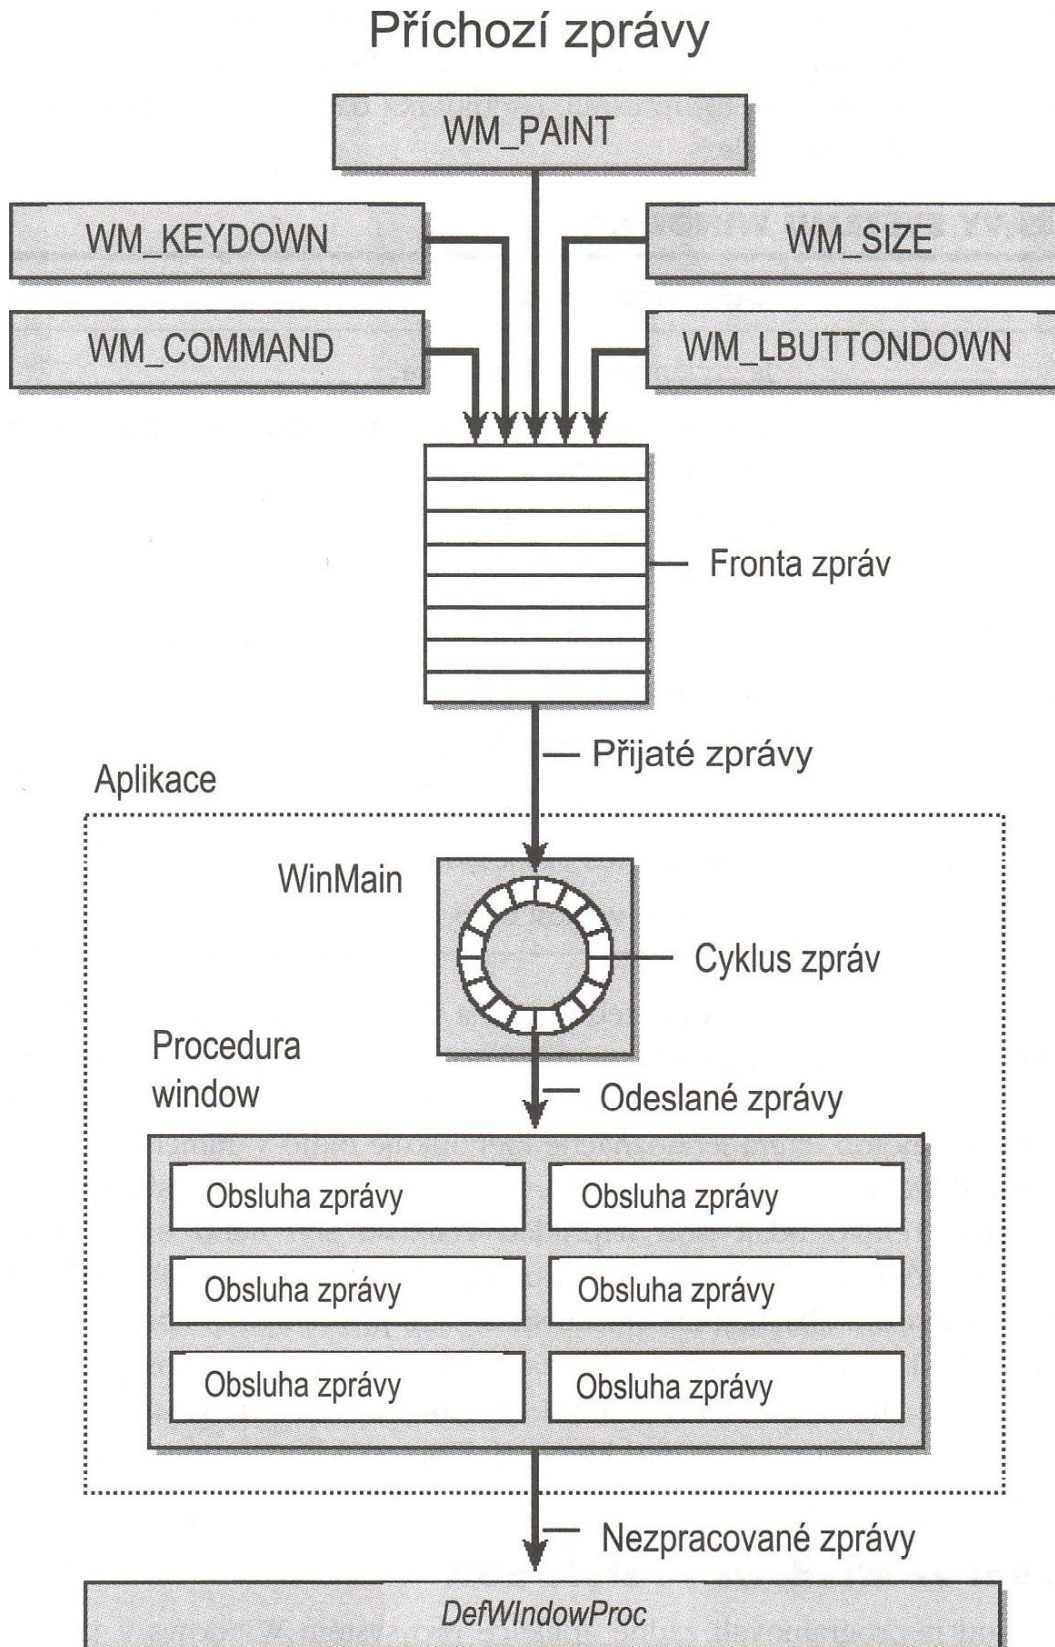 Příchozí zprávy
WM_PAINT
WM_KEYDOWN
WM_SIZE
WM_COMMAND
WM_LBUTTONDOWN
Fronta zpráv
Přijaté zprávy
Aplikace
WinMain
Cyklus zpráv
Procedura
window
Odeslané zprávy
Obsluha zprávy
Obsluha zprávy
Obsluha zprávy
Obsluha zprávy
Obsluha zprávy
Obsluha zprávy
Nezpracované zprávy
DefWIndowProc